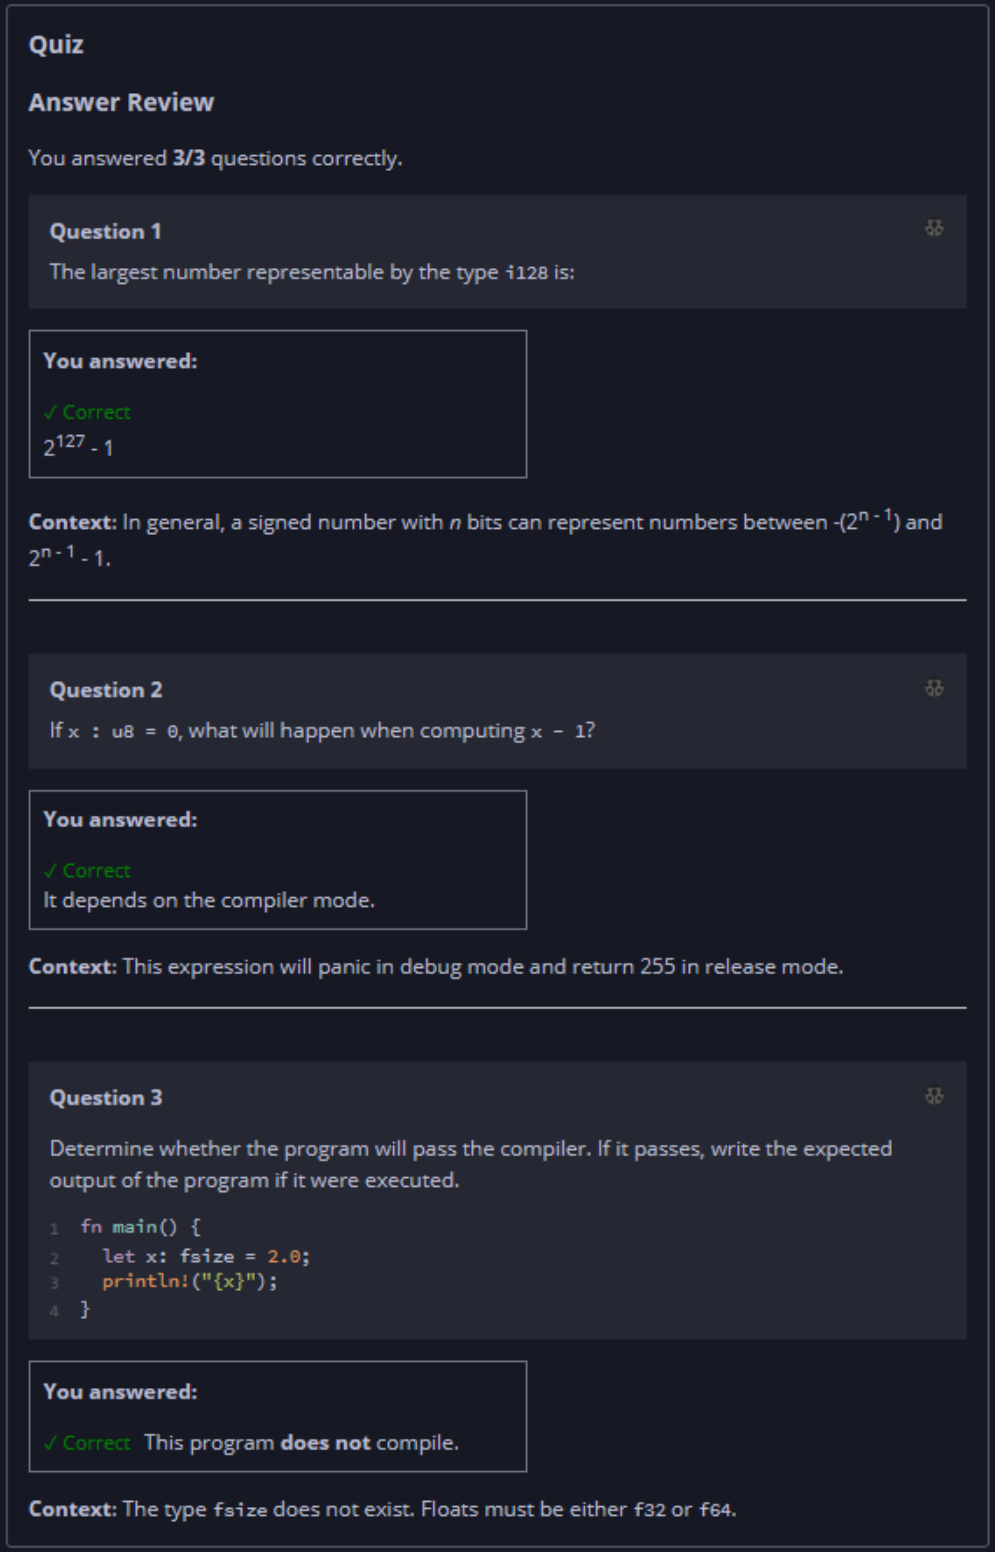 Quiz
Answer Review
You answered 3/3 questions correctly.
Question 1
The largest number representable by the type i128 is:
You answered:
✓ Correct
2^127 - 1
Context: In general, a signed number with n bits can represent numbers between -(2^n - 1) and
2^n - 1 - 1.
Question 2
If x : u8 = 0, what will happen when computing x - 1?
You answered:
✓ Correct
It depends on the compiler mode.
Context: This expression will panic in debug mode and return 255 in release mode.
Question 3
Determine whether the program will pass the compiler. If it passes, write the expected
output of the program if it were executed.
1 fn main() {
2   let x: fsize = 2.0;
3   println!("{x}");
4 }
You answered:
✓ Correct This program does not compile.
Context: The type fsize does not exist. Floats must be either f32 or f64.